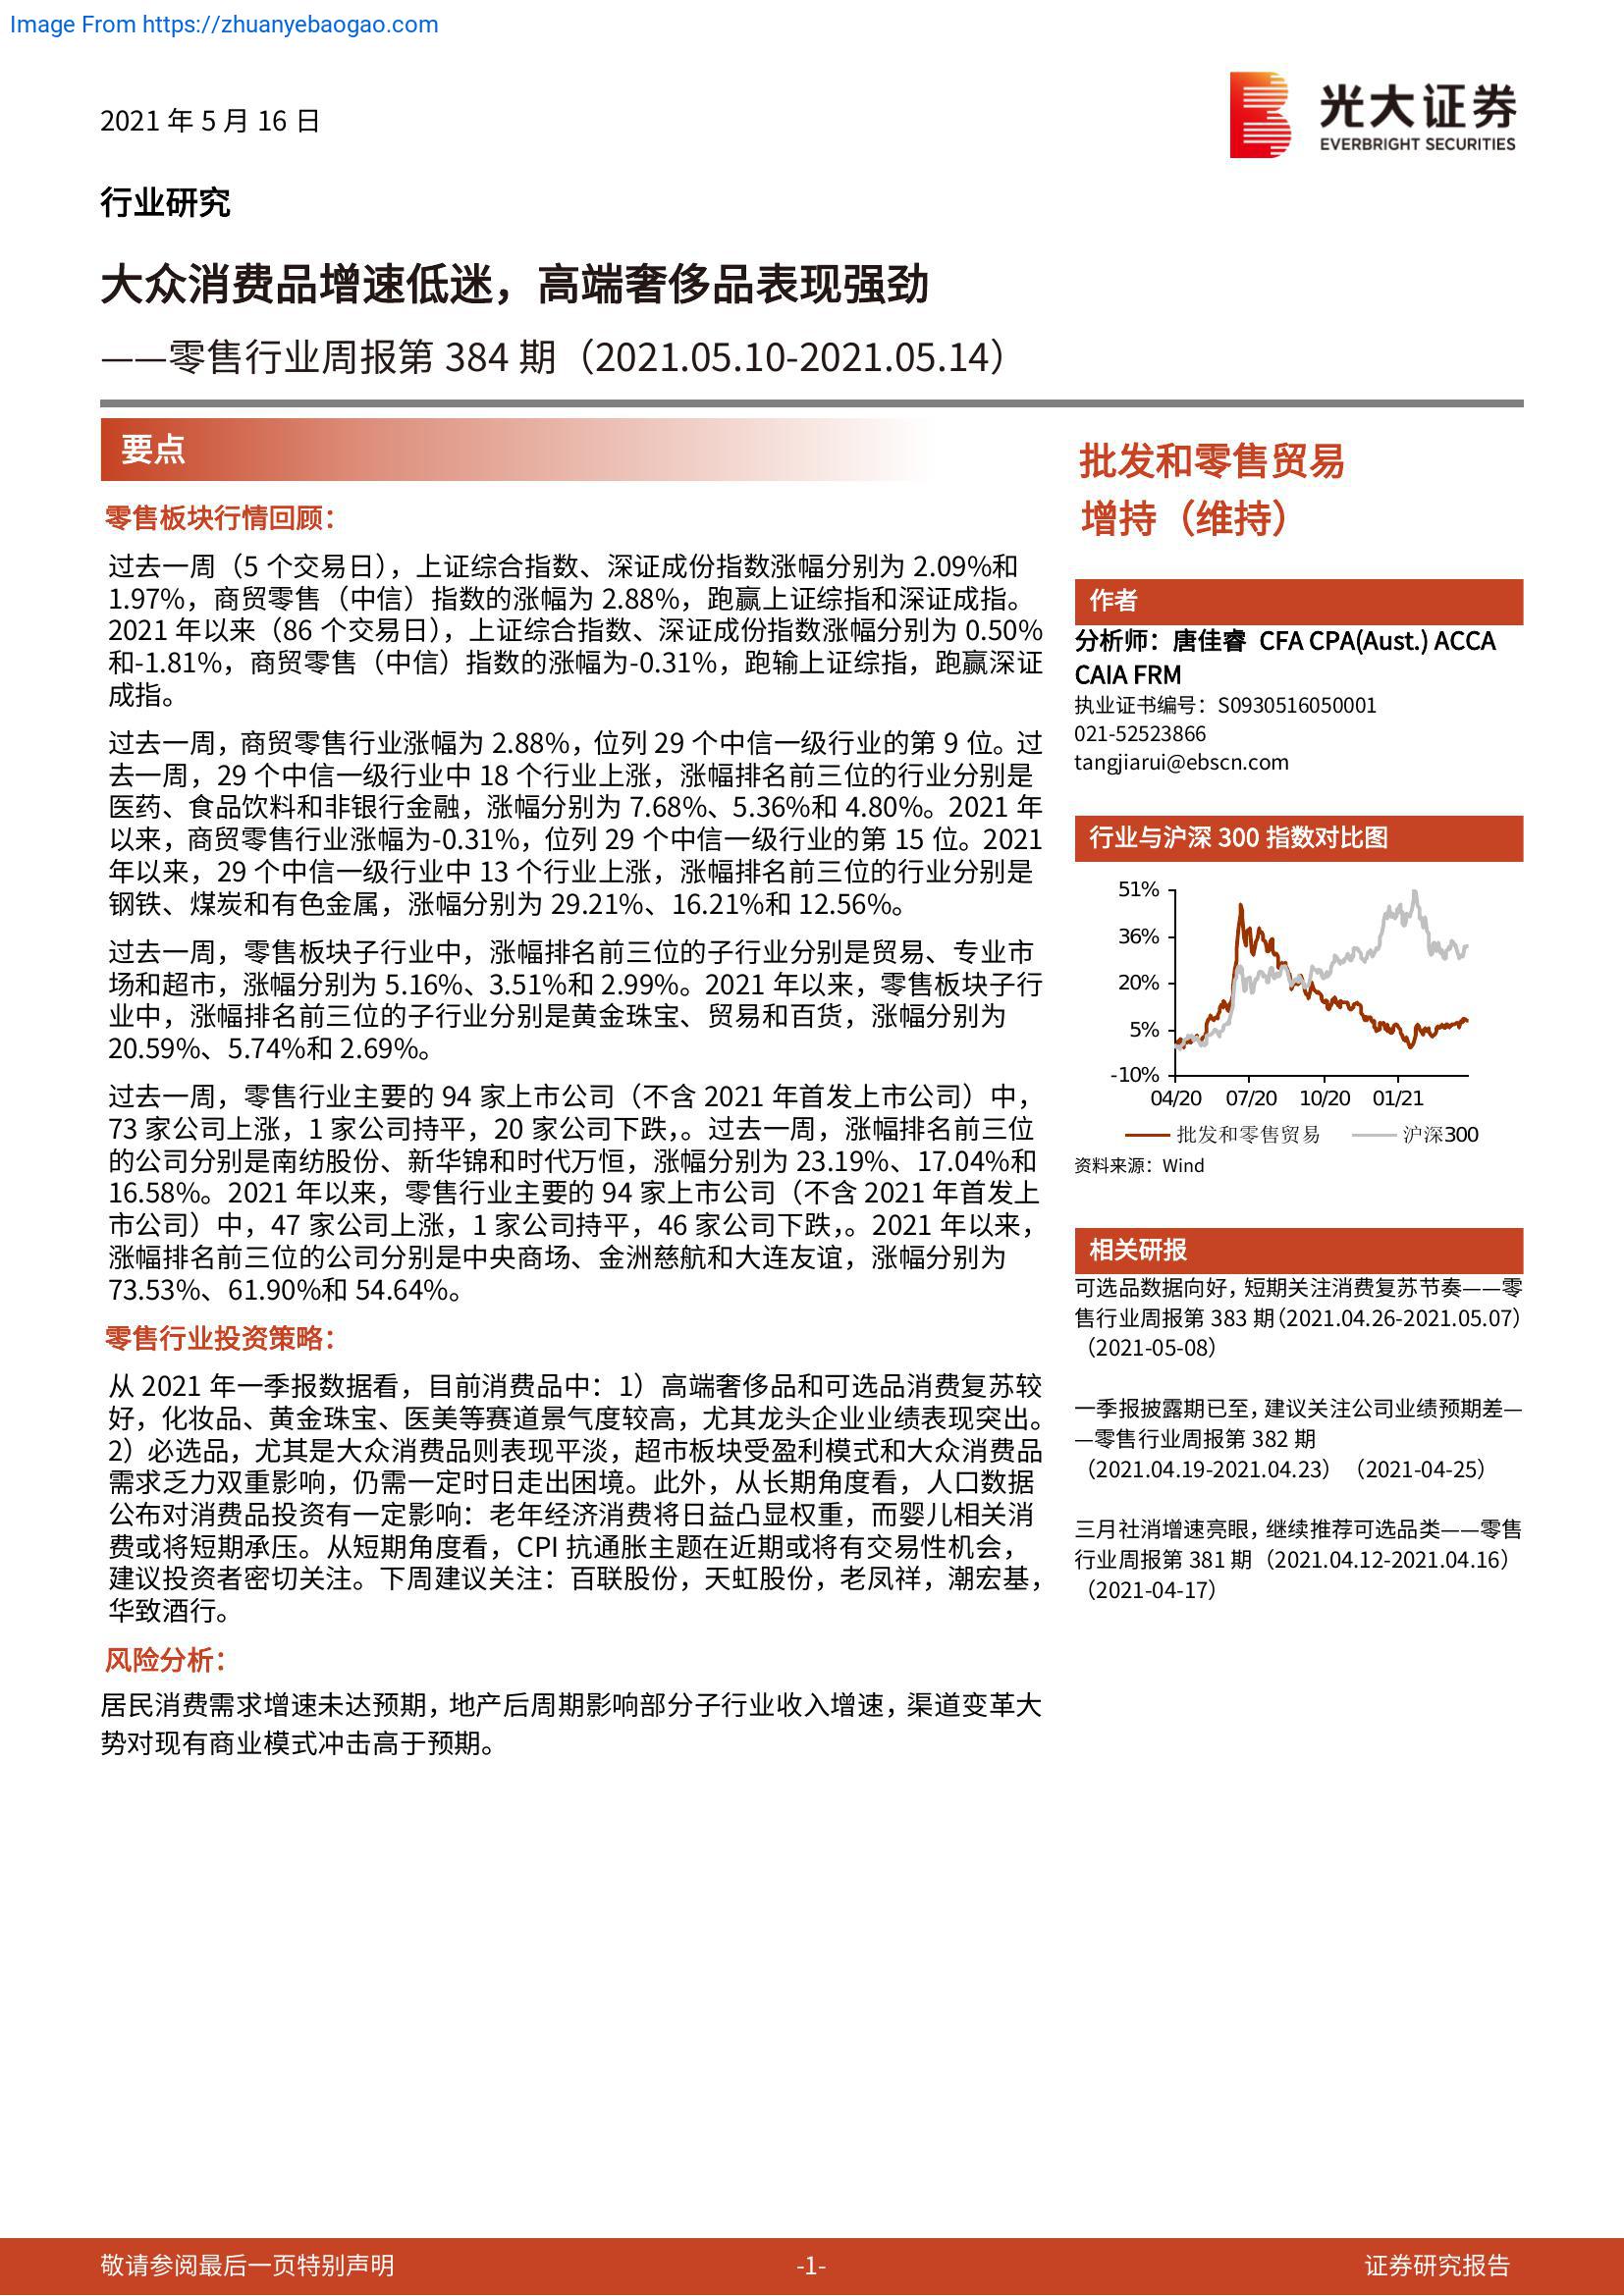 Image From https://zhuanyebaogao.com
2021 年 5 月 16 日
光大证券
EVERBRIGHT SECURITIES
行业研究
大众消费品增速低迷，高端奢侈品表现强劲
——零售行业周报第 384 期（2021.05.10-2021.05.14）
要点
零售板块行情回顾：
过去一周（5 个交易日），上证综合指数、深证成份指数涨幅分别为 2.09%和
1.97%，商贸零售（中信）指数的涨幅为 2.88%，跑赢上证综指和深证成指。
2021 年以来（86 个交易日），上证综合指数、深证成份指数涨幅分别为 0.50%
和-1.81%，商贸零售（中信）指数的涨幅为-0.31%，跑输上证综指，跑赢深证
成指。
过去一周，商贸零售行业涨幅为 2.88%，位列 29 个中信一级行业的第 9 位。过
去一周，29 个中信一级行业中 18 个行业上涨，涨幅排名前三位的行业分别是
医药、食品饮料和非银行金融，涨幅分别为 7.68%、5.36%和 4.80%。2021 年
以来，商贸零售行业涨幅为-0.31%，位列 29 个中信一级行业的第 15 位。2021
年以来，29 个中信一级行业中 13 个行业上涨，涨幅排名前三位的行业分别是
钢铁、煤炭和有色金属，涨幅分别为 29.21%、16.21%和 12.56%。
过去一周，零售板块子行业中，涨幅排名前三位的子行业分别是贸易、专业市
场和超市，涨幅分别为 5.16%、3.51%和 2.99%。2021 年以来，零售板块子行
业中，涨幅排名前三位的子行业分别是黄金珠宝、贸易和百货，涨幅分别为
20.59%、5.74%和 2.69%。
过去一周，零售行业主要的 94 家上市公司（不含 2021 年首发上市公司）中，
73 家公司上涨，1 家公司持平，20 家公司下跌，。过去一周，涨幅排名前三位
的公司分别是南纺股份、新华锦和时代万恒，涨幅分别为 23.19%、17.04%和
16.58%。2021 年以来，零售行业主要的 94 家上市公司（不含 2021 年首发上
市公司）中，47 家公司上涨，1 家公司持平，46 家公司下跌，。2021 年以来，
涨幅排名前三位的公司分别是中央商场、金洲慈航和大连友谊，涨幅分别为
73.53%、61.90%和 54.64%。
零售行业投资策略：
从 2021 年一季报数据看，目前消费品中：1）高端奢侈品和可选品消费复苏较
好，化妆品、黄金珠宝、医美等赛道景气度较高，尤其龙头企业业绩表现突出。
2）必选品，尤其是大众消费品则表现平淡，超市板块受盈利模式和大众消费品
需求乏力双重影响，仍需一定时日走出困境。此外，从长期角度看，人口数据
公布对消费品投资有一定影响：老年经济消费将日益凸显权重，而婴儿相关消
费或将短期承压。从短期角度看，CPI 抗通胀主题在近期或将有交易性机会，
建议投资者密切关注。下周建议关注：百联股份，天虹股份，老凤祥，潮宏基，
华致酒行。
风险分析：
居民消费需求增速未达预期，地产后周期影响部分子行业收入增速，渠道变革大
势对现有商业模式冲击高于预期。
批发和零售贸易
增持（维持）
作者
分析师：唐佳睿 CFA CPA(Aust.) ACCA
CAIA FRM
执业证书编号：S0930516050001
021-52523866
tangjiarui@ebscn.com
行业与沪深 300 指数对比图
51%
36%
20%
5%
-10%
04/20 07/20 10/20 01/21
批发和零售贸易 沪深300
资料来源：Wind
相关研报
可选品数据向好，短期关注消费复苏节奏——零
售行业周报第 383 期（2021.04.26-2021.05.07）
（2021-05-08）
一季报披露期已至，建议关注公司业绩预期差—
—零售行业周报第 382 期
（2021.04.19-2021.04.23）（2021-04-25）
三月社消增速亮眼，继续推荐可选品类——零售
行业周报第 381 期（2021.04.12-2021.04.16）
（2021-04-17）
敬请参阅最后一页特别声明 -1- 证券研究报告